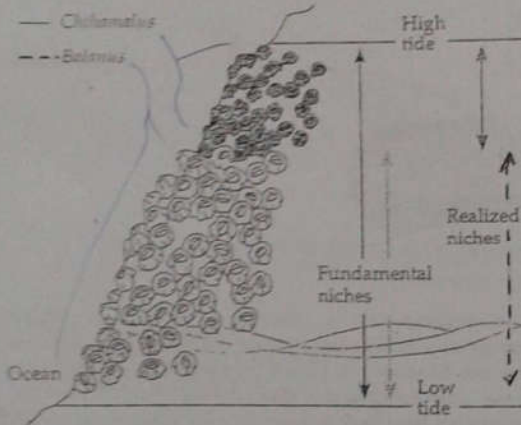 Chthamalus
Balanus
High
tide
Realized
niches
Fundamental
niches
Ocean
Low
tide